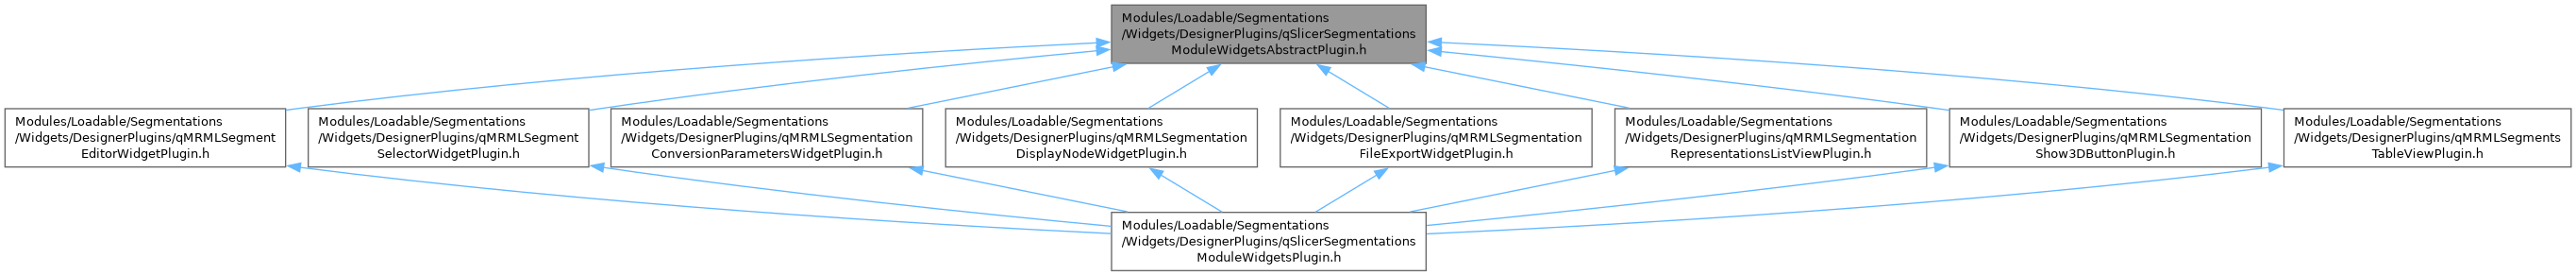 Modules/Loadable/Segmentations
/Widgets/DesignerPlugins/qSlicerSegmentations
ModuleWidgetsAbstractPlugin.h
Modules/Loadable/Segmentations
/Widgets/DesignerPlugins/qMRMLSegment
EditorWidgetPlugin.h
Modules/Loadable/Segmentations
/Widgets/DesignerPlugins/qMRMLSegment
SelectorWidgetPlugin.h
Modules/Loadable/Segmentations
/Widgets/DesignerPlugins/qMRMLSegmentation
ConversionParametersWidgetPlugin.h
Modules/Loadable/Segmentations
/Widgets/DesignerPlugins/qMRMLSegmentation
DisplayNodeWidgetPlugin.h
Modules/Loadable/Segmentations
/Widgets/DesignerPlugins/qMRMLSegmentation
FileExportWidgetPlugin.h
Modules/Loadable/Segmentations
/Widgets/DesignerPlugins/qMRMLSegmentation
RepresentationsListViewPlugin.h
Modules/Loadable/Segmentations
/Widgets/DesignerPlugins/qMRMLSegmentation
Show3DButtonPlugin.h
Modules/Loadable/Segmentations
/Widgets/DesignerPlugins/qMRMLSegments
TableViewPlugin.h
Modules/Loadable/Segmentations
/Widgets/DesignerPlugins/qSlicerSegmentations
ModuleWidgetsPlugin.h